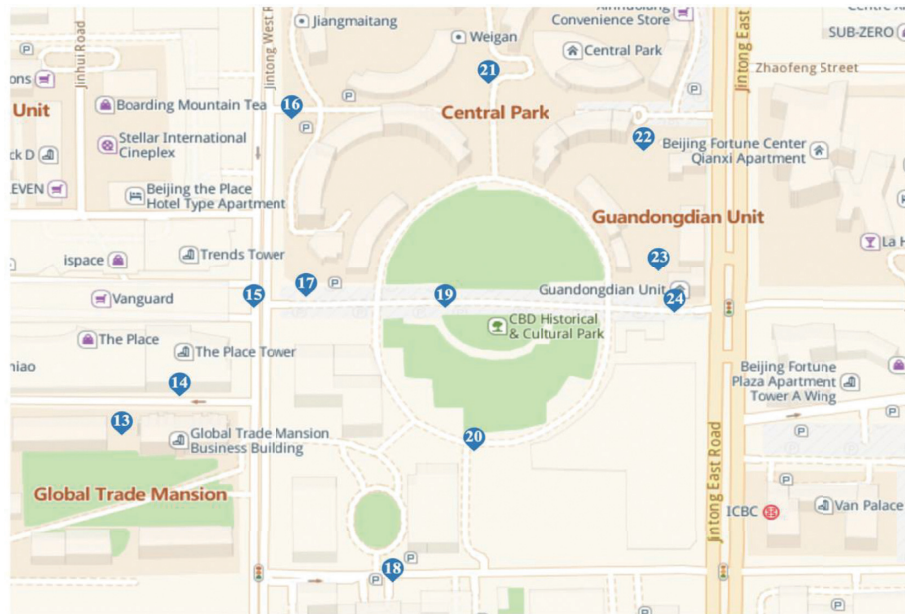 Jiangmaitang
Weigan
Convenience Store
Central Park
SUB-ZERO
Jinhui Road
Jintong West Road
Jintong East Road
Zhaofeng Street
P
P
ons
21
Unit
Boarding Mountain Tea
16
P
Central Park
P
Stellar International
Cineplex
22
Beijing Fortune Center
Qianxi Apartment
ck D
EVEN
Beijing the Place
Hotel Type Apartment
Guandongdian Unit
La H
Trends Tower
ispace
23
17
P
15
Vanguard
19
Guandongdian Unit
24
CBD Historical
& Cultural Park
The Place
The Place Tower
niao
14
Beijing Fortune
Plaza Apartment
Tower A Wing
13
Global Trade Mansion
Business Building
20
P
P
Jintong East Road
Global Trade Mansion
P
ICBC
Van Palace
P
P
18
P
P